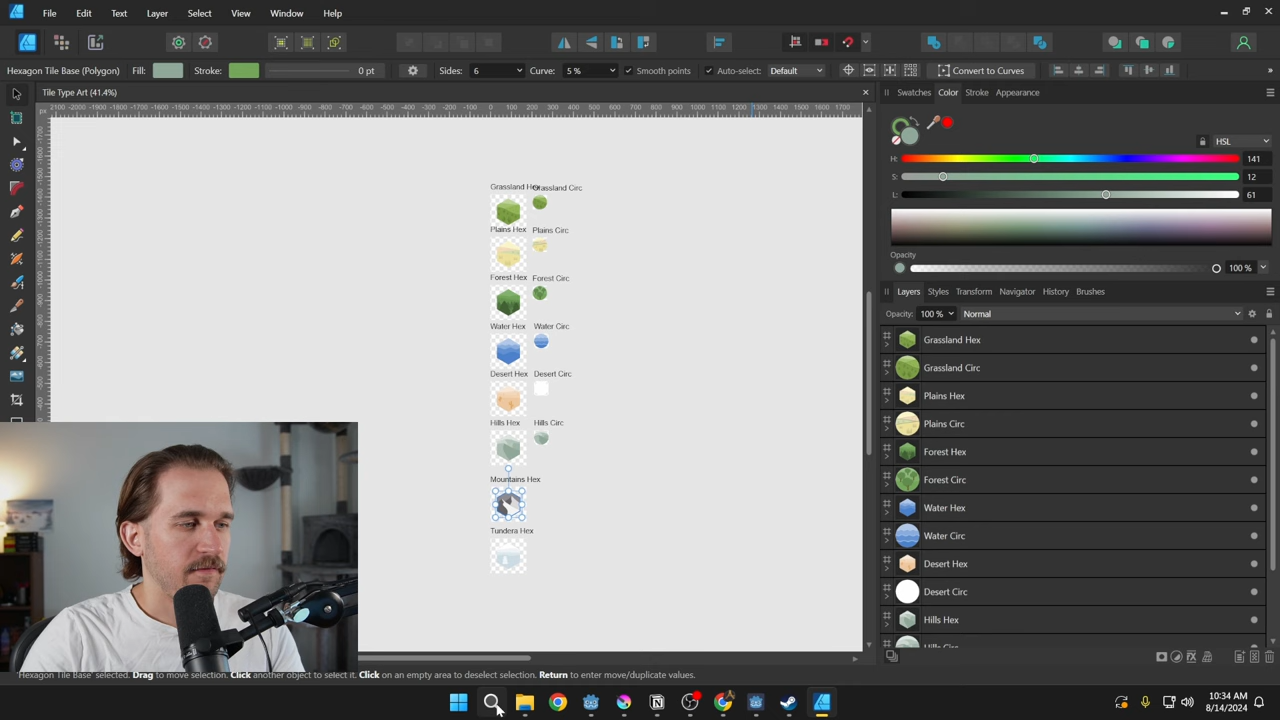 File Edit Text Layer Select View Window Help
Hexagon Tile Base (Polygon) Fill: Stroke: 0 pt Sides: 6 Curve: 5 % Smooth points Auto-select: Default Convert to Curves
Tile Type Art (41.4%)
Swatches Color Stroke Appearance
HSL
H: 141
S: 12
L: 61
Opacity
100 %
Layers Styles Transform Navigator History Brushes
Opacity: 100 % Normal
Grassland Hex
Grassland Circ
Plains Hex
Plains Circ
Forest Hex
Forest Circ
Water Hex
Water Circ
Desert Hex
Desert Circ
Hills Hex
Grassland Circ
Plains Hex Plains Circ
Forest Hex Forest Circ
Water Hex Water Circ
Desert Hex Desert Circ
Hills Hex Hills Circ
Mountains Hex
Tundera Hex
'Hexagon Tile Base' selected. Drag to move selection. Click another object to select it. Click on an empty area to deselect selection. Return to enter move/duplicate values.
10:34 AM
8/14/2024